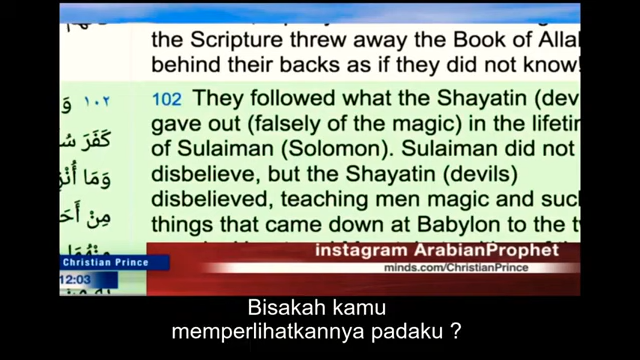 the Scripture threw away the Book of Alla
behind their backs as if they did not know!
١٠٢ وَ
102 They followed what the Shayatin (dev
gave out (falsely of the magic) in the lifetin
كَفَرَ سُ
of Sulaiman (Solomon). Sulaiman did not
وَمَا أُنْزِ
disbelieve, but the Shayatin (devils)
disbelieved, teaching men magic and suc
مِنْ أَحَ
things that came down at Babylon to the t
instagram ArabianProphet
Christian Prince
minds.com/ChristianPrince
12:03
Bisakah kamu
memperlihatkannya padaku ?